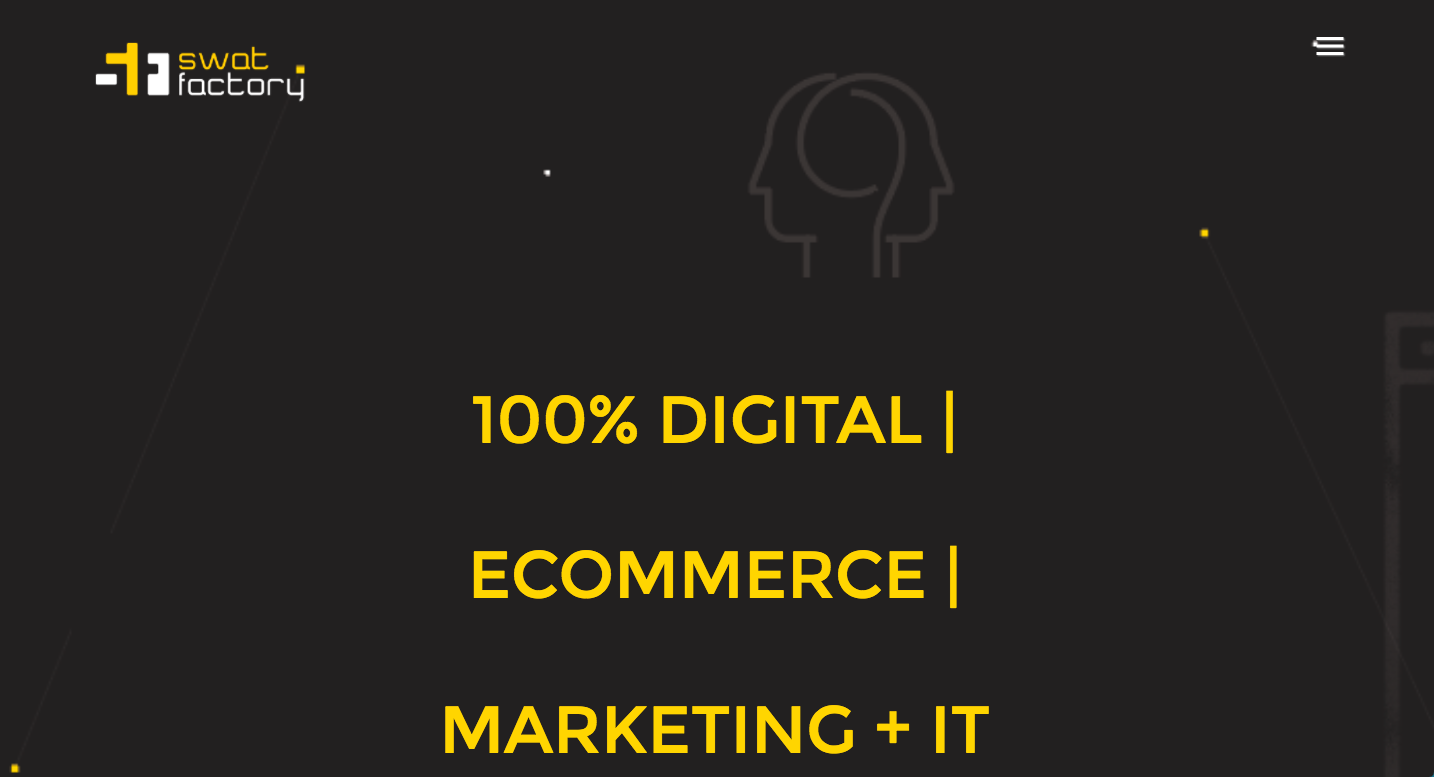 swat
factory
100% DIGITAL |
ECOMMERCE |
MARKETING + IT